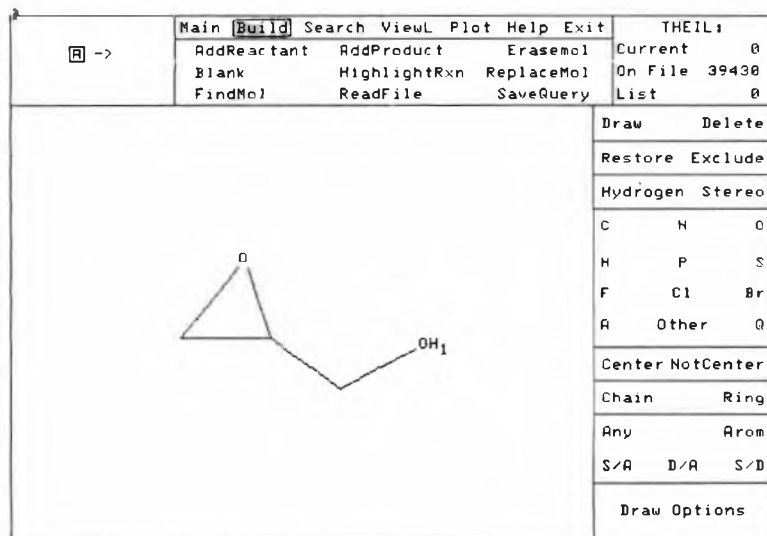 Main Build Search ViewL Plot Help Exit
THEIL:
A ->
AddReactant AddProduct Erasemol
Current 0
Blank HighlightRxn ReplaceMol
On File 39430
FindMol ReadFile SaveQuery
List 0
Draw Delete
Restore Exclude
Hydrogen Stereo
C N O
H P S
F Cl Br
A Other Q
Center NotCenter
Chain Ring
Any Arom
S/A D/A S/D
Draw Options
O
OH1